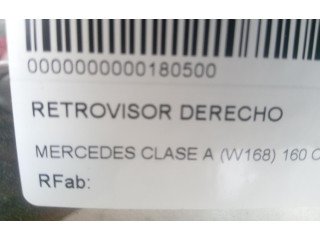 0000000000180500
RETROVISOR DERECHO
MERCEDES CLASE A (W168) 160
RFab: